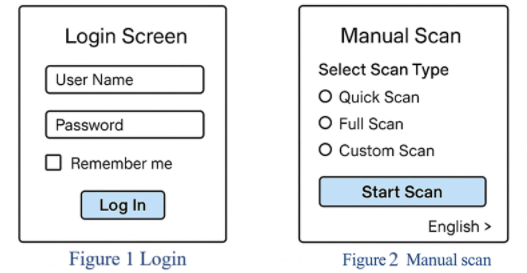 Login Screen
User Name
Password
Remember me
Log In
Figure 1 Login
Manual Scan
Select Scan Type
Quick Scan
Full Scan
Custom Scan
Start Scan
English >
Figure 2 Manual scan